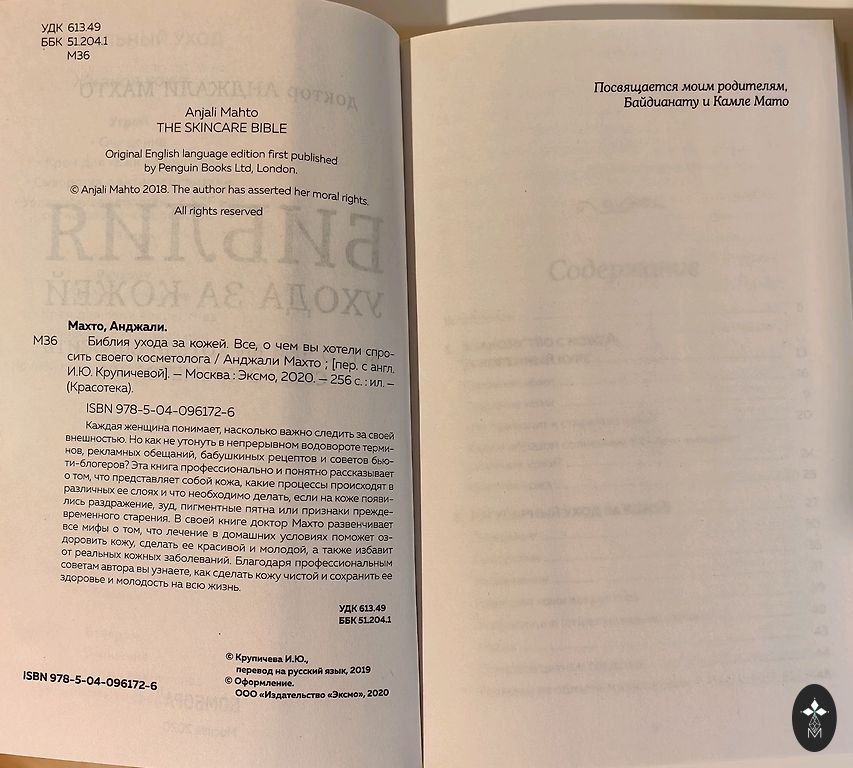 УДК 613.49
ББК 51.204.1
М36
Anjali Mahto
THE SKINCARE BIBLE
Original English language edition first published
by Penguin Books Ltd, London.
© Anjali Mahto 2018. The author has asserted her moral rights.
All rights reserved
Махто, Анджали.
М36 Библия ухода за кожей. Все, о чем вы хотели спро-
сить своего косметолога / Анджали Махто ; [пер. с англ.
И.Ю. Крупичевой]. — Москва : Эксмо, 2020. — 256 с. : ил. —
(Красотека).
ISBN 978-5-04-096172-6
Каждая женщина понимает, насколько важно следить за своей
внешностью. Но как не утонуть в непрерывном водовороте терми-
нов, рекламных обещаний, бабушкиных рецептов и советов бью-
ти-блогеров? Эта книга профессионально и понятно рассказывает
о том, что представляет собой кожа, какие процессы происходят в
различных ее слоях и что необходимо делать, если на коже появи-
лись раздражение, зуд, пигментные пятна или признаки прежде-
временного старения. В своей книге доктор Махто развенчивает
все мифы о том, что лечение в домашних условиях поможет оз-
доровить кожу, сделать ее красивой и молодой, а также избавит
от реальных кожных заболеваний. Благодаря профессиональным
советам автора вы узнаете, как сделать кожу чистой и сохранить ее
здоровье и молодость на всю жизнь.
УДК 613.49
ББК 51.204.1
© Крупичева И.Ю.,
перевод на русский язык, 2019
© Оформление.
ООО «Издательство «Эксмо», 2020
ISBN 978-5-04-096172-6
Посвящается моим родителям,
Байдианату и Камле Мато
Содержание